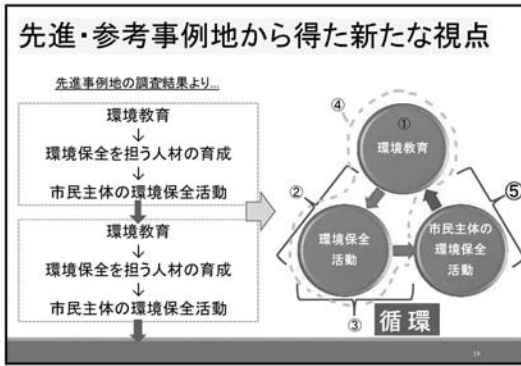 先進・参考事例地から得た新たな視点
先進事例地の調査結果より…
環境教育
↓
環境保全を担う人材の育成
↓
市民主体の環境保全活動
環境教育
↓
環境保全を担う人材の育成
↓
市民主体の環境保全活動
④
①
環境教育
②
⑤
環境保全
活動
市民主体の
環境保全
活動
③
循環